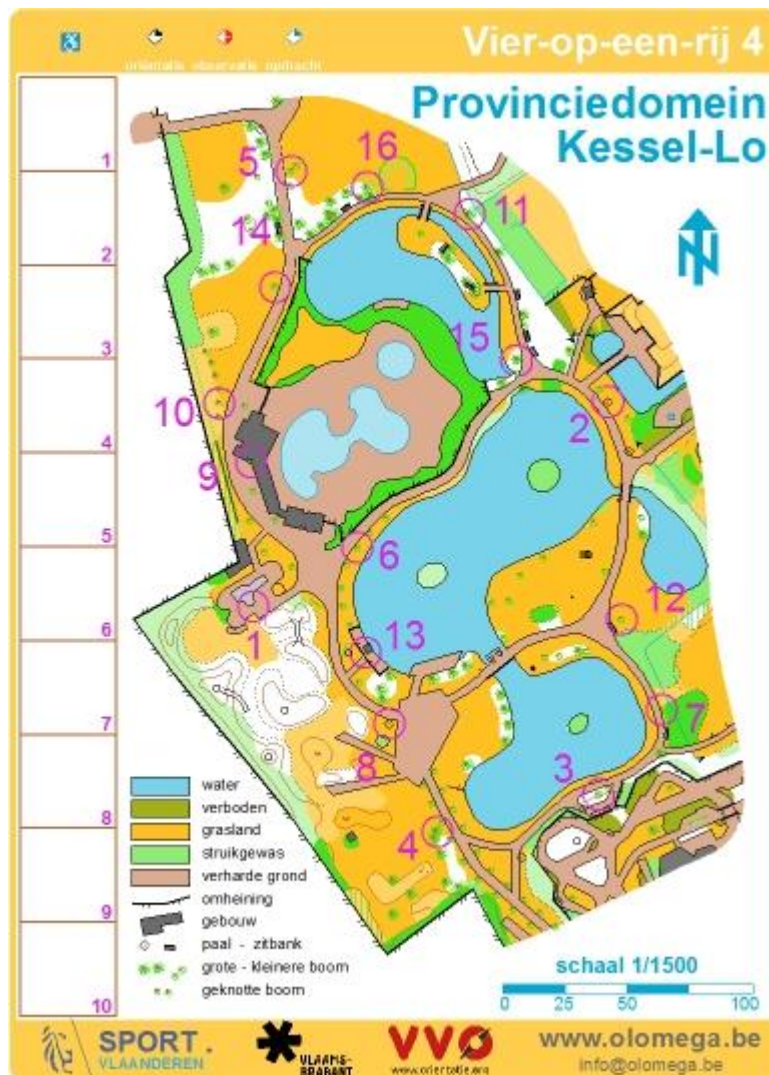 Vier-op-een-rij 4
oriëntatie observatie opdracht
Provinciedomein
Kessel-Lo
1
2
3
4
5
6
7
8
9
10
5
16
11
14
15
10
2
9
6
12
1
13
7
8
3
4
N
water
verboden
grasland
struikgewas
verharde grond
omheining
gebouw
paal - zitbank
grote - kleinere boom
geknotte boom
schaal 1/1500
0 25 50 100
SPORT.
VLAANDEREN
VLAAMS-
BRABANT
VVO
www.orientatie.org
www.olomega.be
info@olomega.be